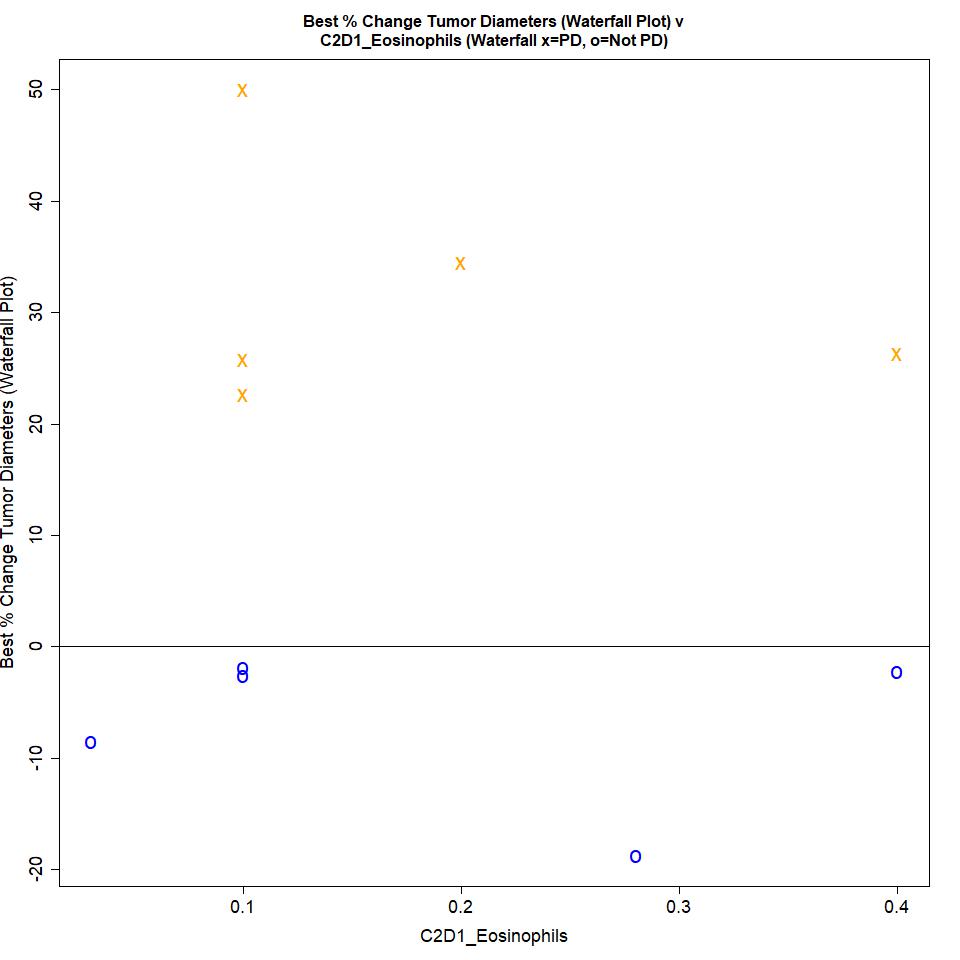 Best % Change Tumor Diameters (Waterfall Plot) v
C2D1_Eosinophils (Waterfall x=PD, o=Not PD)
Best % Change Tumor Diameters (Waterfall Plot)
50
40
30
20
10
0
-10
-20
X
X
X
X
X
O
O
O
O
O
0.1
0.2
0.3
0.4
C2D1_Eosinophils